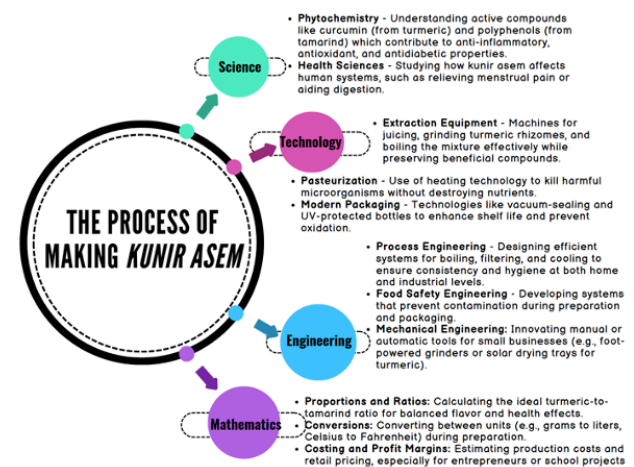 Phytochemistry - Understanding active compounds
like curcumin (from turmeric) and polyphenols (from
tamarind) which contribute to anti-inflammatory,
antioxidant, and antidiabetic properties.
Health Sciences - Studying how kunir asem affects
human systems, such as relieving menstrual pain or
aiding digestion.
Science
Extraction Equipment - Machines for
juicing, grinding turmeric rhizomes, and
boiling the mixture effectively while
preserving beneficial compounds.
Technology
Pasteurization - Use of heating technology to kill harmful
microorganisms without destroying nutrients.
Modern Packaging - Technologies like vacuum-sealing and
UV-protected bottles to enhance shelf life and prevent
oxidation.
THE PROCESS OF
MAKING KUNIR ASEM
Process Engineering - Designing efficient
systems for boiling, filtering, and cooling to
ensure consistency and hygiene at both home
and industrial levels.
Food Safety Engineering - Developing systems
that prevent contamination during preparation
and packaging.
Mechanical Engineering: Innovating manual or
automatic tools for small businesses (e.g., foot-
powered grinders or solar drying trays for
turmeric).
Engineering
Proportions and Ratios: Calculating the ideal turmeric-to-
tamarind ratio for balanced flavor and health effects.
Conversions: Converting between units (e.g., grams to liters,
Celsius to Fahrenheit) during preparation.
Costing and Profit Margins: Estimating production costs and
retail pricing, especially for entrepreneurs or school projects
Mathematics